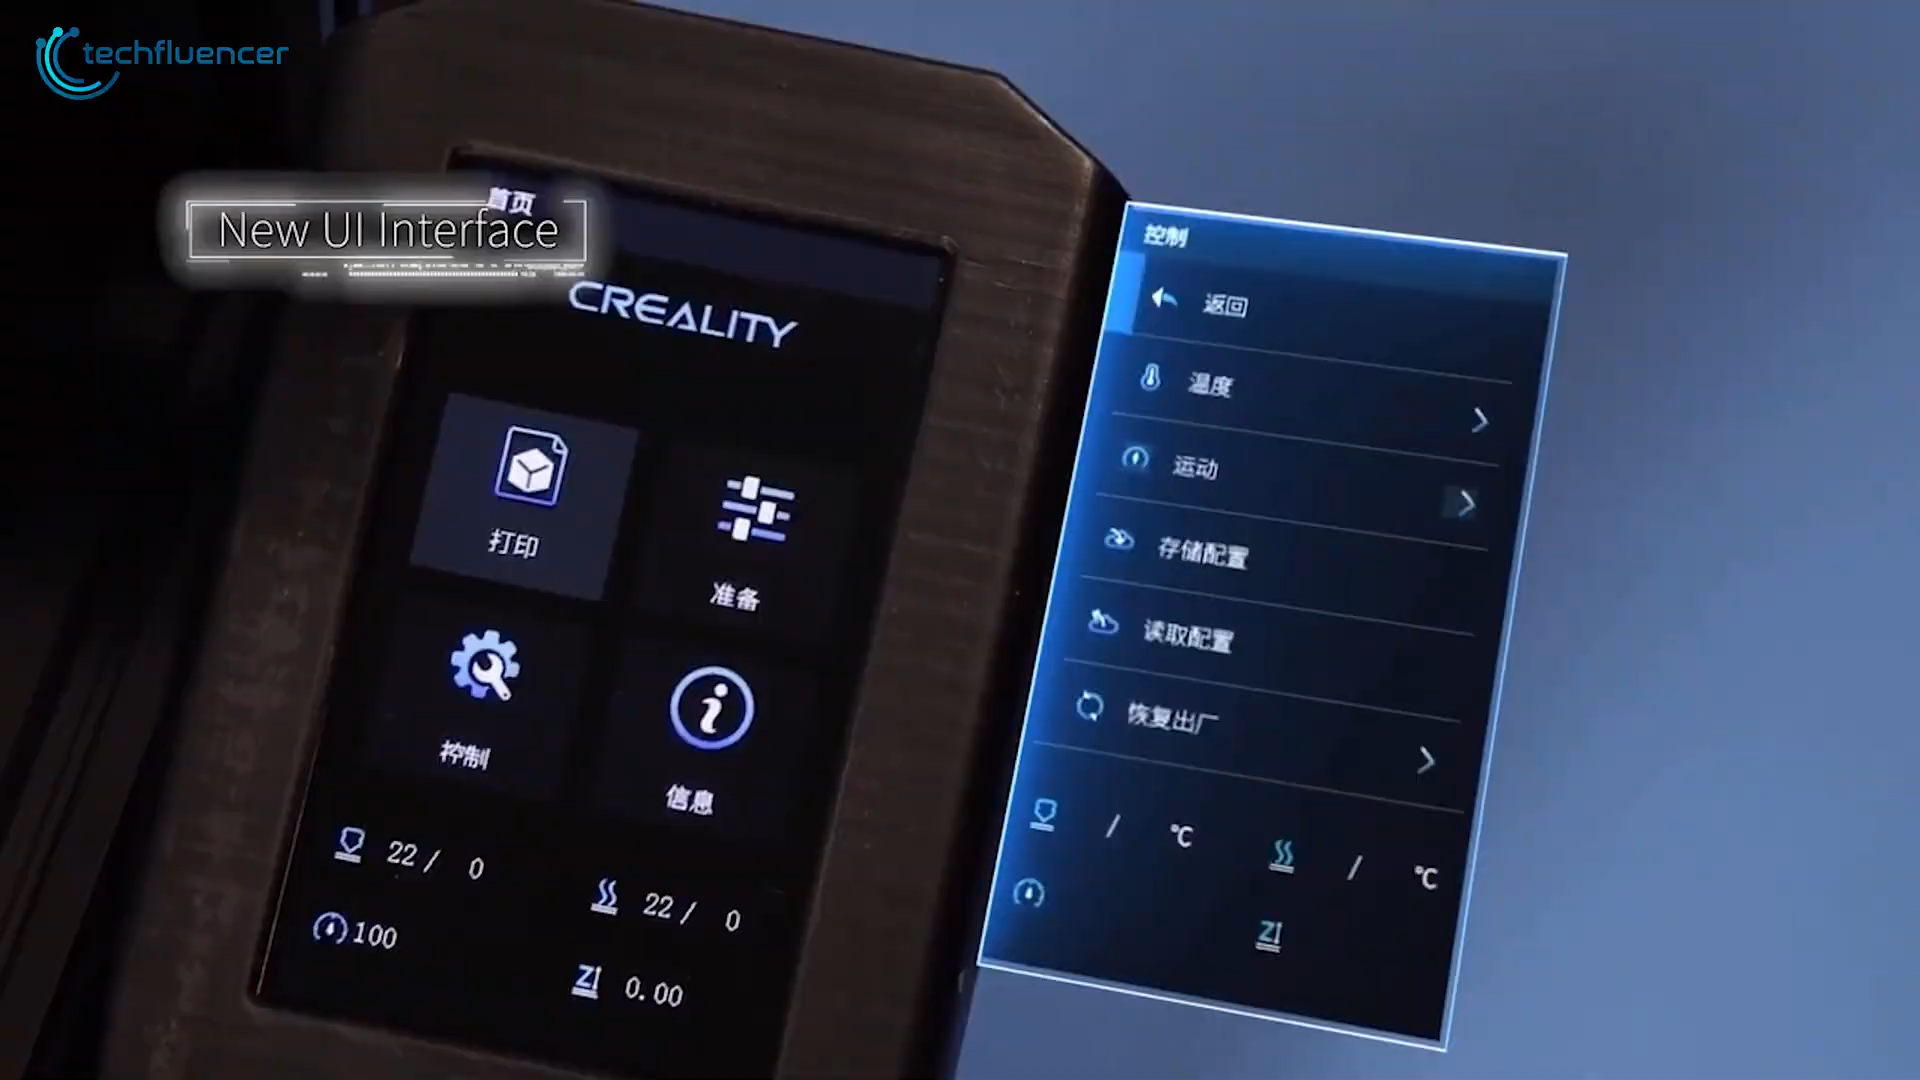 techfluencer
New UI Interface
首页
CREALITY
打印
准备
控制
信息
22 / 0
22 / 0
100
Z 0.00
控制
返回
温度
运动
存储配置
读取配置
恢复出厂
/ ℃
/ ℃
Z